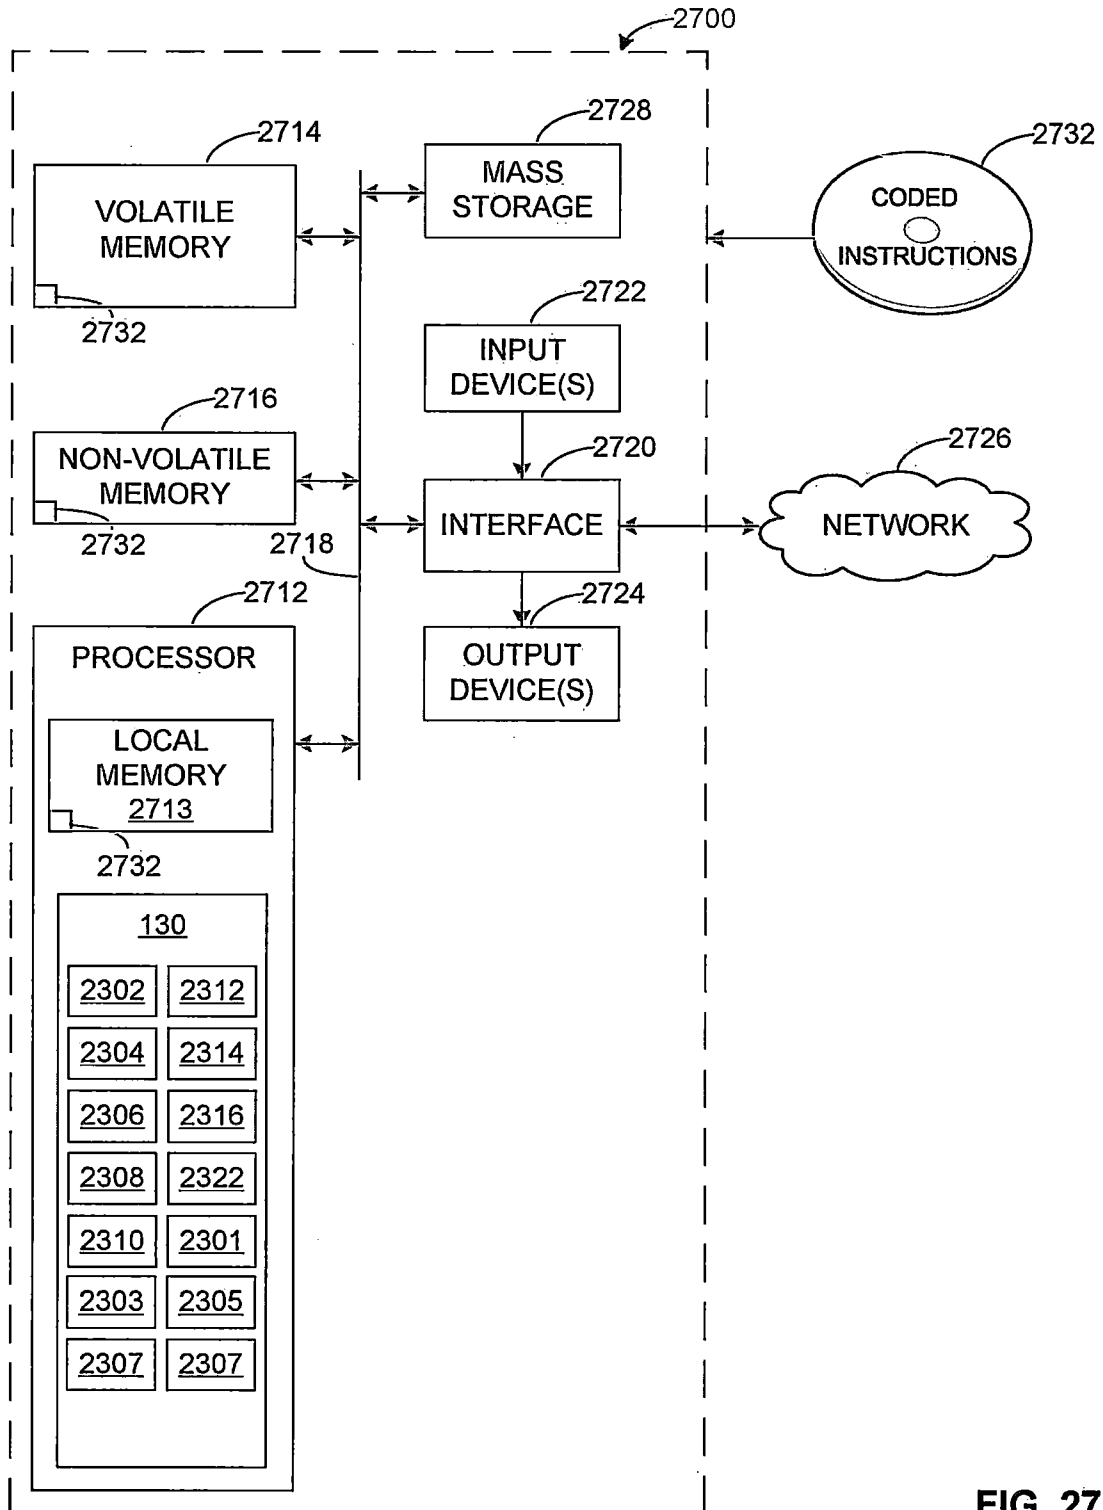 2700
2714
VOLATILE
MEMORY
2732
2728
MASS
STORAGE
2732
CODED
INSTRUCTIONS
2722
INPUT
DEVICE(S)
2716
NON-VOLATILE
MEMORY
2732
2720
INTERFACE
2726
NETWORK
2718
2724
OUTPUT
DEVICE(S)
2712
PROCESSOR
LOCAL
MEMORY
2713
2732
130
2302 2312
2304 2314
2306 2316
2308 2322
2310 2301
2303 2305
2307 2307
FIG. 27